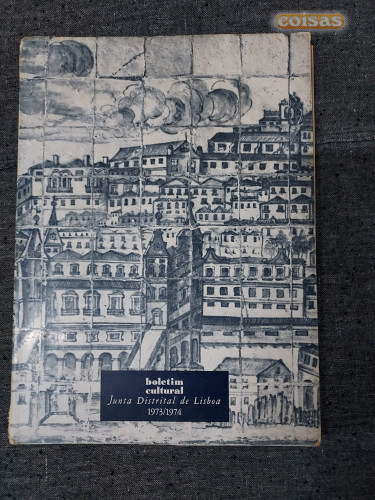 coisas
boletim
cultural
Junta Distrital de Lisboa
1973/1974